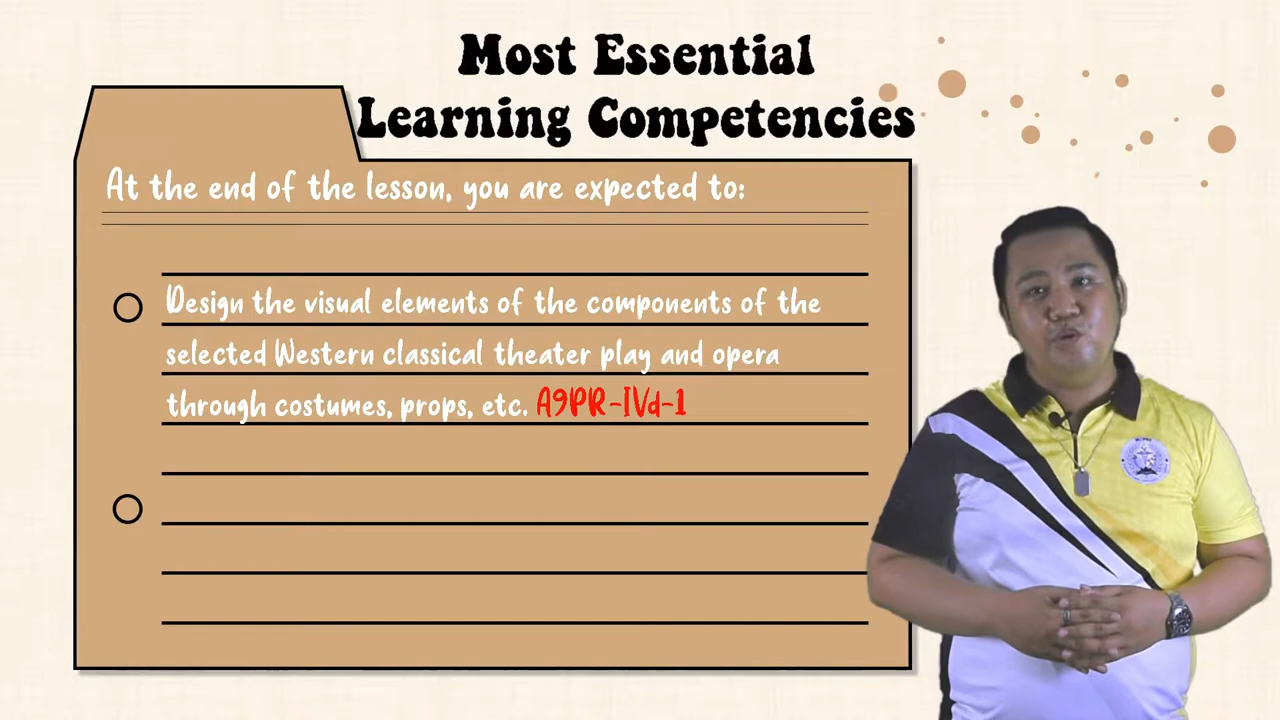 Most Essential
Learning Competencies
At the end of the lesson, you are expected to:
Design the visual elements of the components of the
selected Western classical theater play and opera
through costumes, props, etc. A9PR-IVd-1